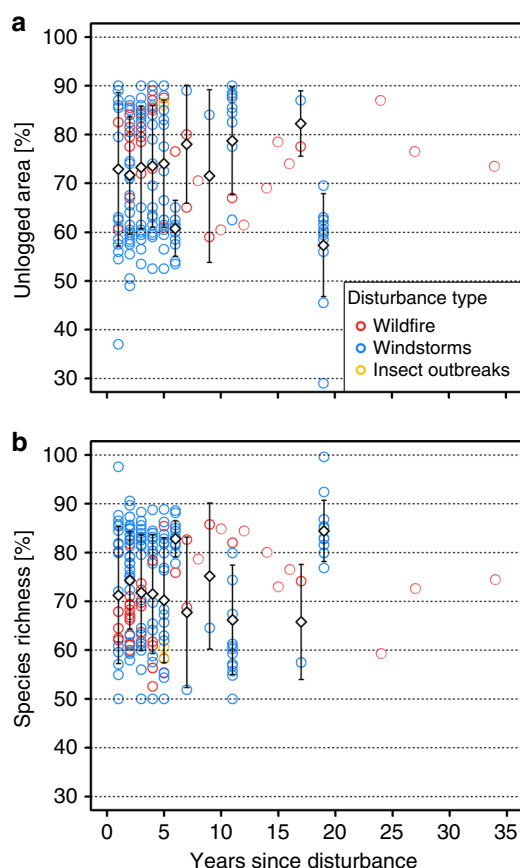 a
100
90
80
70
60
50
40
30
Unlogged area [%]
Disturbance type
Wildfire
Windstorms
Insect outbreaks
b
100
90
80
70
60
50
40
30
Species richness [%]
0 5 10 15 20 25 30 35
Years since disturbance